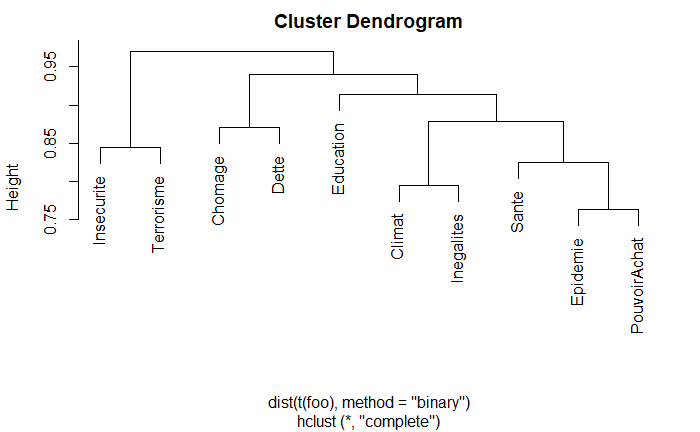 Cluster Dendrogram
Height
0.95
0.85
0.75
Insecurite
Terrorisme
Chomage
Dette
Education
Climat
Inegalites
Sante
Epidemie
PouvoirAchat
dist(t(foo), method = "binary")
hclust (*, "complete")